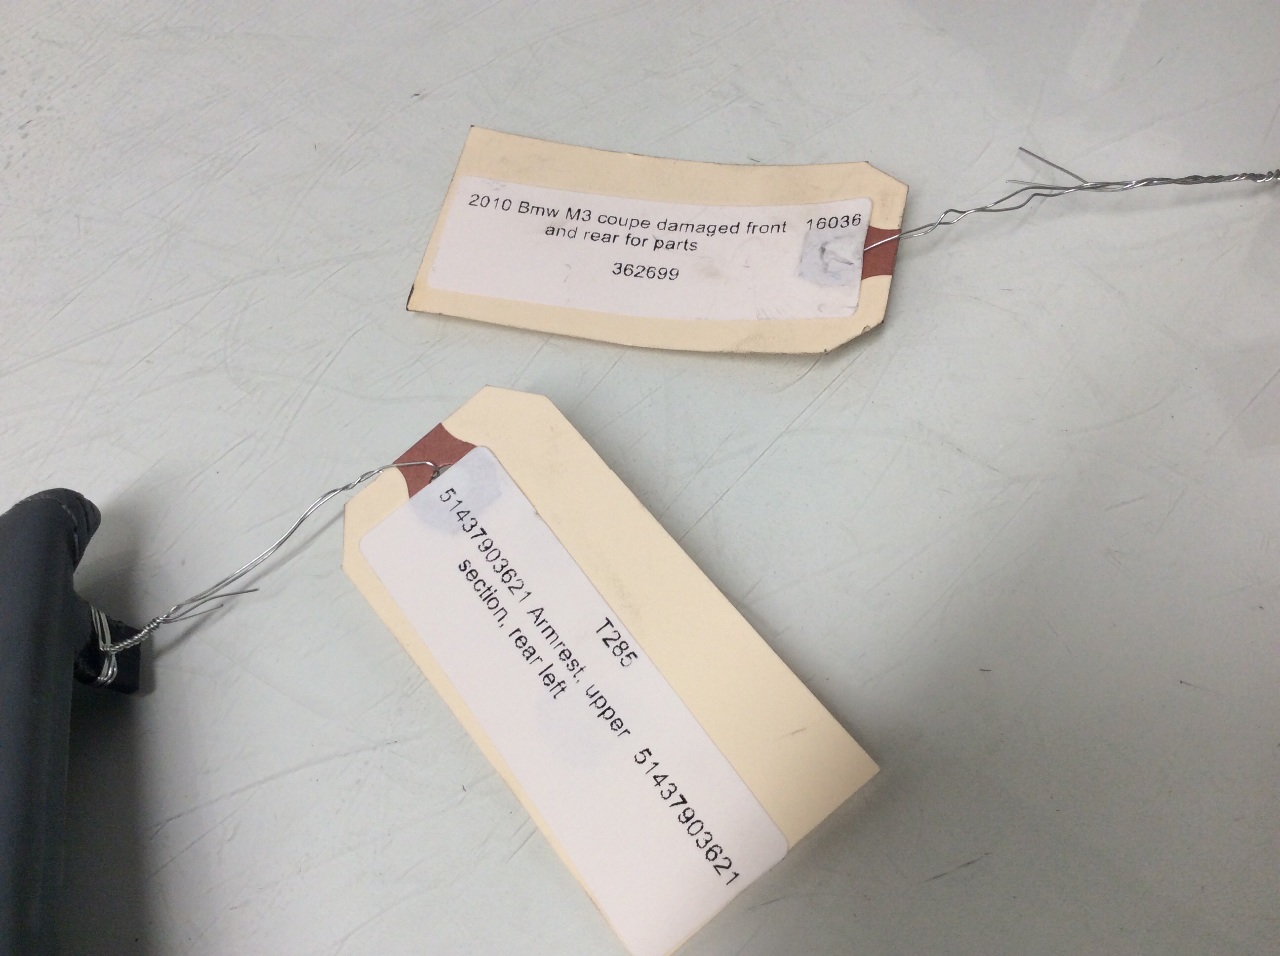 2010 Bmw M3 coupe damaged front 16036
and rear for parts
362699
T285
51437903621 Armrest, upper 51437903621
section, rear left